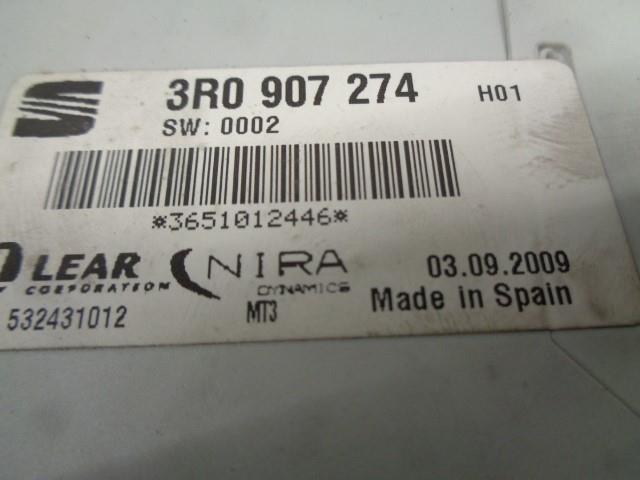 3R0 907 274 H01
SW: 0002
*3651012446*
LEAR NIRA 03.09.2009
CORPORATION DYNAMICS
532431012 MT3 Made in Spain